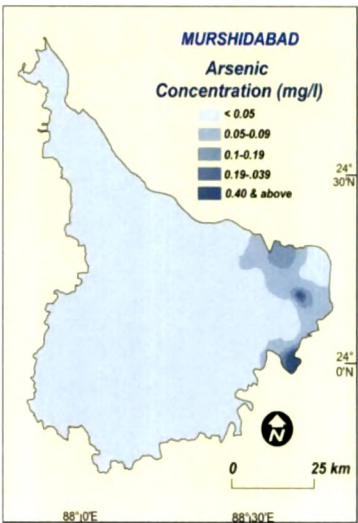 MURSHIDABAD
Arsenic
Concentration (mg/l)
< 0.05
0.05-0.09
0.1-0.19
0.19-.039
0.40 & above
24°
30'N
24°
0'N
N
0 25 km
88°0'E 88°30'E